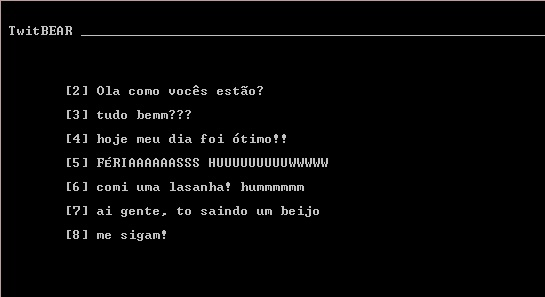 TwitBEAR
[2] Ola como vocês estão?
[3] tudo bemm???
[4] hoje meu dia foi ótimo!!
[5] FéRIAAAAAASSS HUUUUUUUUUWWWWW
[6] comi uma lasanha! hummmmmm
[7] ai gente, to saindo um beijo
[8] me sigam!